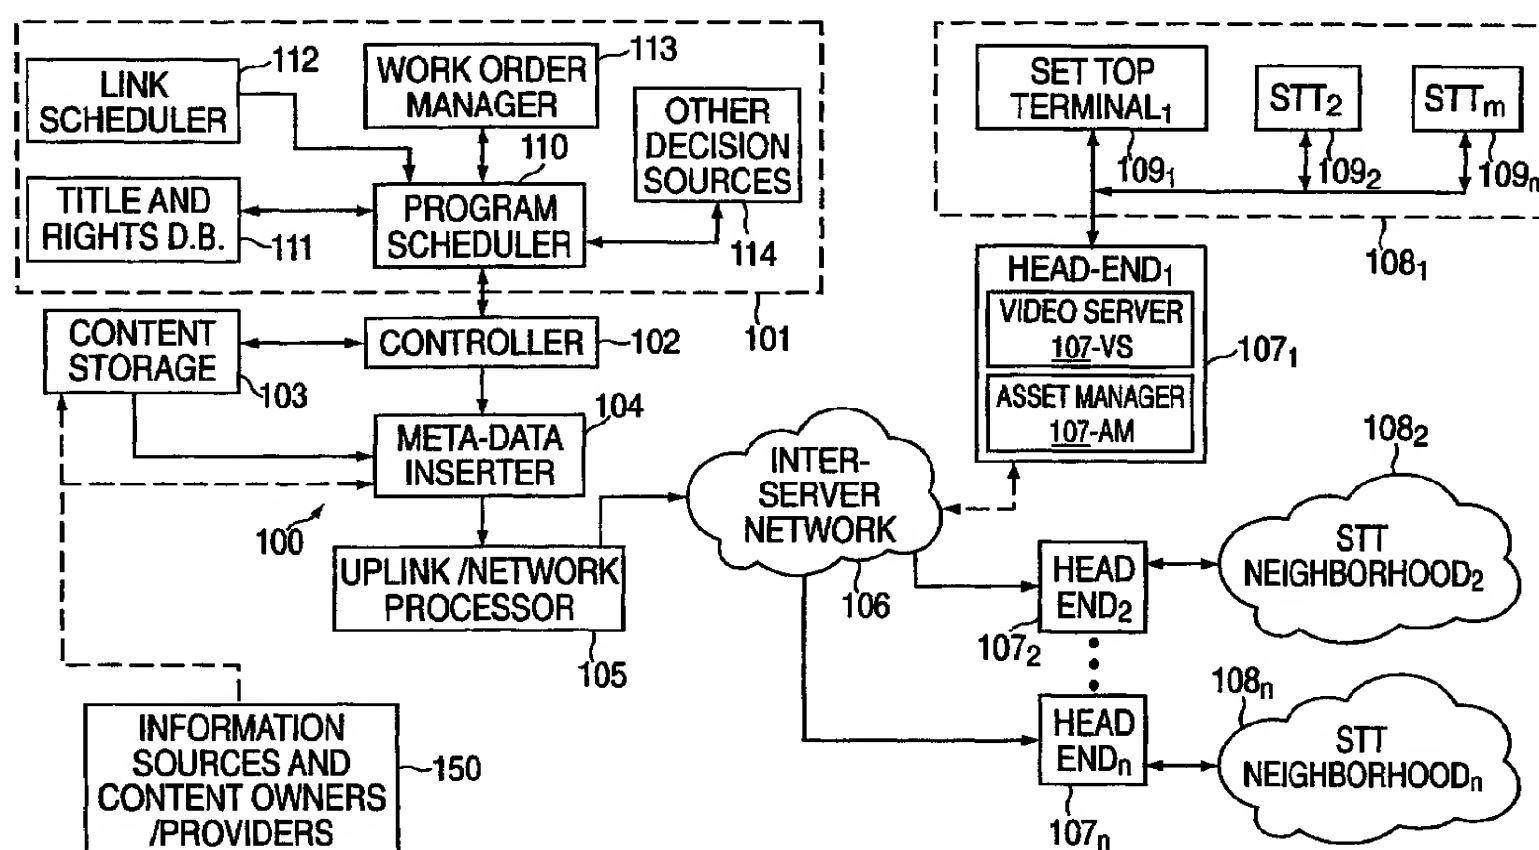 LINK
SCHEDULER
112
WORK ORDER
MANAGER
113
OTHER
DECISION
SOURCES
114
TITLE AND
RIGHTS D.B.
111
110
PROGRAM
SCHEDULER
101
CONTENT
STORAGE
103
CONTROLLER
102
META-DATA
INSERTER
104
100
UPLINK /NETWORK
PROCESSOR
105
INFORMATION
SOURCES AND
CONTENT OWNERS
/PROVIDERS
150
INTER-
SERVER
NETWORK
106
SET TOP
TERMINAL₁
109₁
STT₂
109₂
STTₘ
109ₙ
108₁
HEAD-END₁
VIDEO SERVER
107-VS
ASSET MANAGER
107-AM
107₁
HEAD
END₂
107₂
108₂
STT
NEIGHBORHOOD₂
HEAD
ENDₙ
107ₙ
108ₙ
STT
NEIGHBORHOODₙ